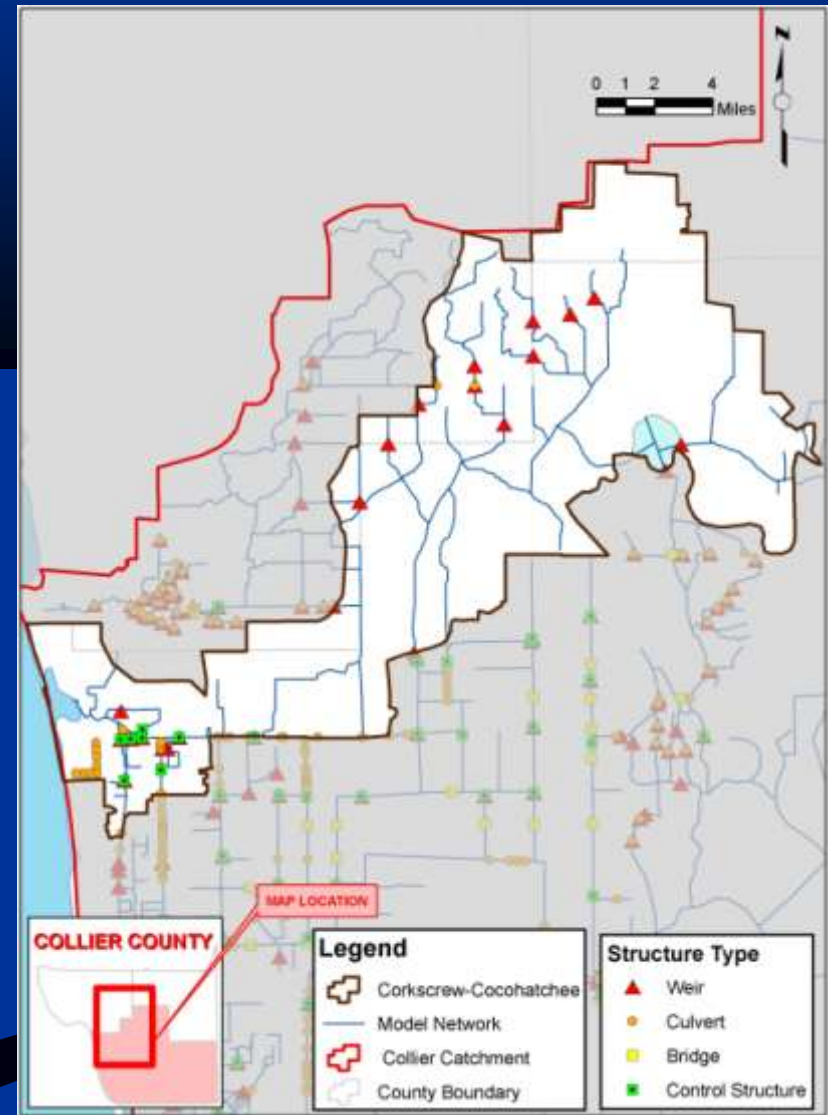 N
0 1 2 4
Miles
MAP LOCATION
COLLIER COUNTY
Legend
Corkscrew-Cocohatchee
Model Network
Collier Catchment
County Boundary
Structure Type
Weir
Culvert
Bridge
Control Structure